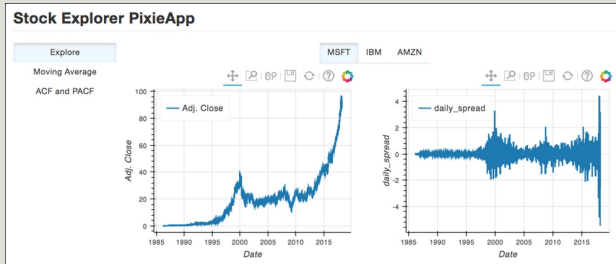 Stock Explorer PixieApp
Explore
Moving Average
ACF and PACF
MSFT IBM AMZN
Adj. Close
100
80
60
40
20
0
Adj. Close
1985 1990 1995 2000 2005 2010 2015
Date
daily_spread
4
2
0
-2
-4
daily_spread
1985 1990 1995 2000 2005 2010 2015
Date